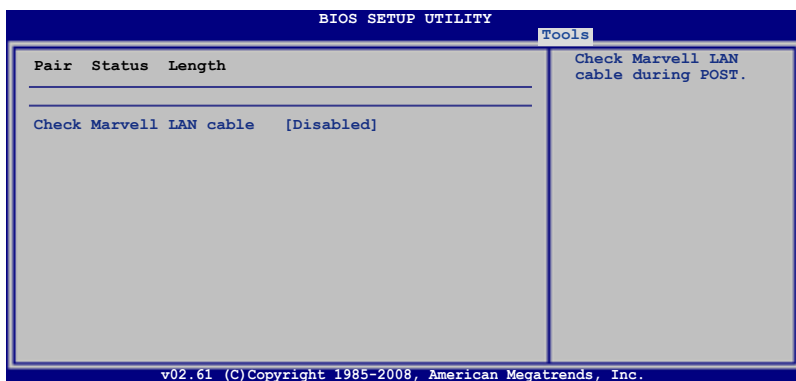 BIOS SETUP UTILITY
Tools
Pair Status Length
Check Marvell LAN cable [Disabled]
Check Marvell LAN
cable during POST.
v02.61 (C)Copyright 1985-2008, American Megatrends, Inc.